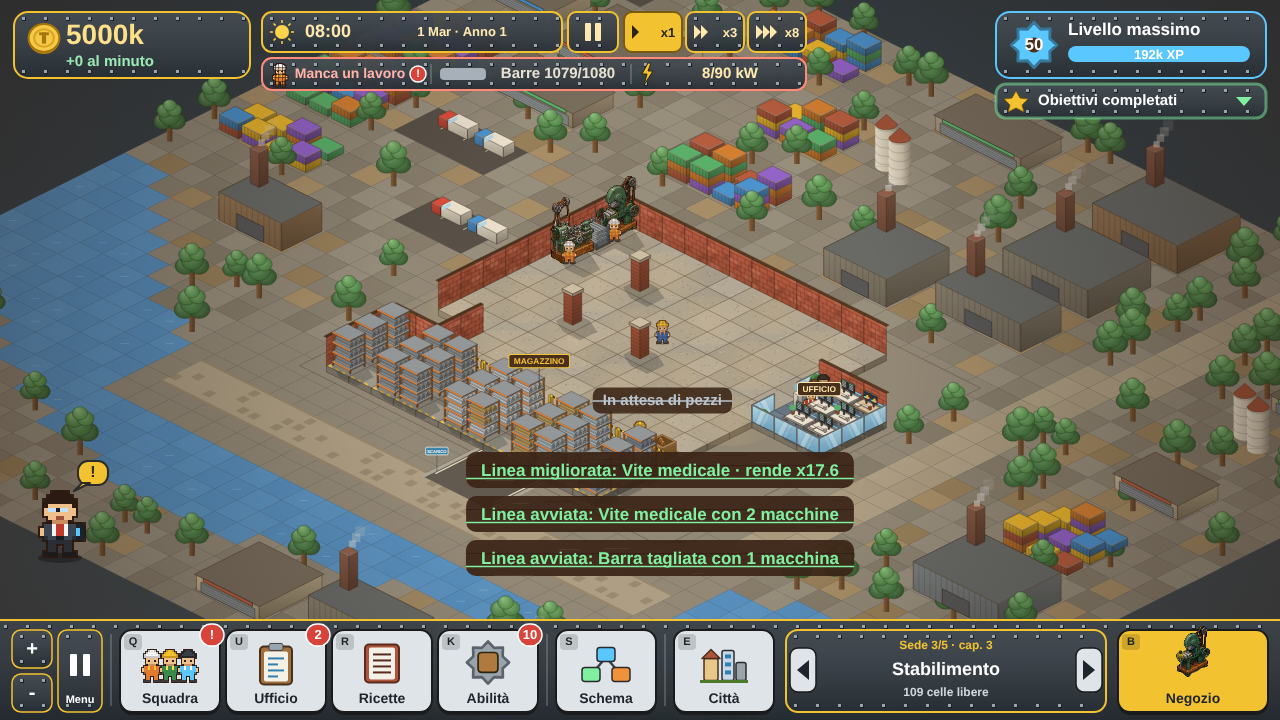 5000k
+0 al minuto
08:00
1 Mar · Anno 1
x1
x3
x8
Manca un lavoro !
Barre 1079/1080
8/90 kW
50
Livello massimo
192k XP
Obiettivi completati
MAGAZZINO
UFFICIO
In attesa di pezzi
SCARICO
!
Linea migliorata: Vite medicale · rende x17.6
Linea avviata: Vite medicale con 2 macchine
Linea avviata: Barra tagliata con 1 macchina
+
-
Menu
Q
!
Squadra
U
2
Ufficio
R
Ricette
K
10
Abilità
S
Schema
E
Città
Sede 3/5 · cap. 3
Stabilimento
109 celle libere
B
Negozio